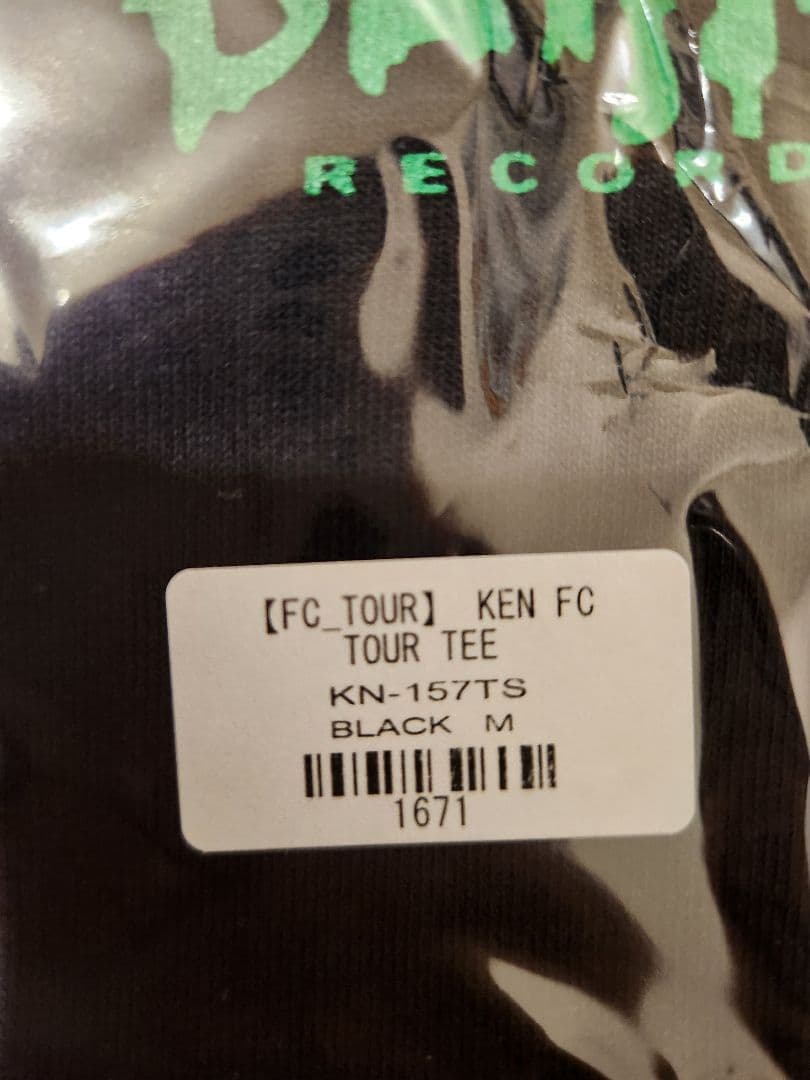 RECORD
【FC_TOUR】 KEN FC
TOUR TEE
KN-157TS
BLACK M
1671